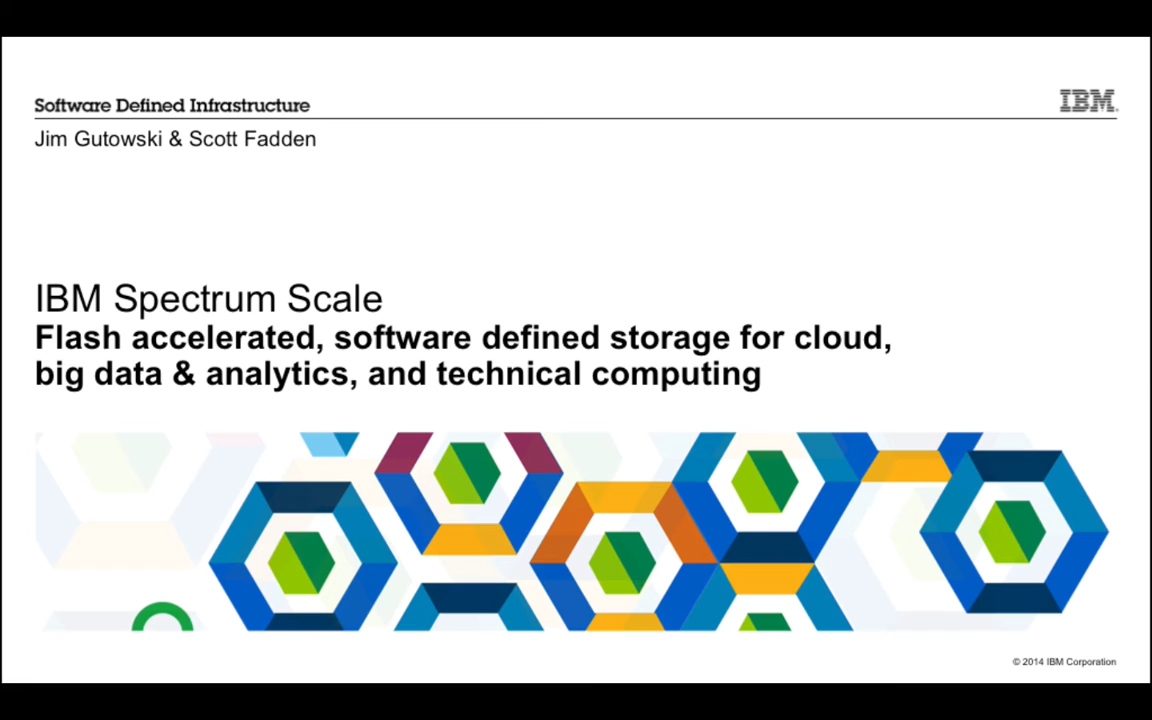 Software Defined Infrastructure
IBM
Jim Gutowski & Scott Fadden
IBM Spectrum Scale
Flash accelerated, software defined storage for cloud,
big data & analytics, and technical computing
© 2014 IBM Corporation